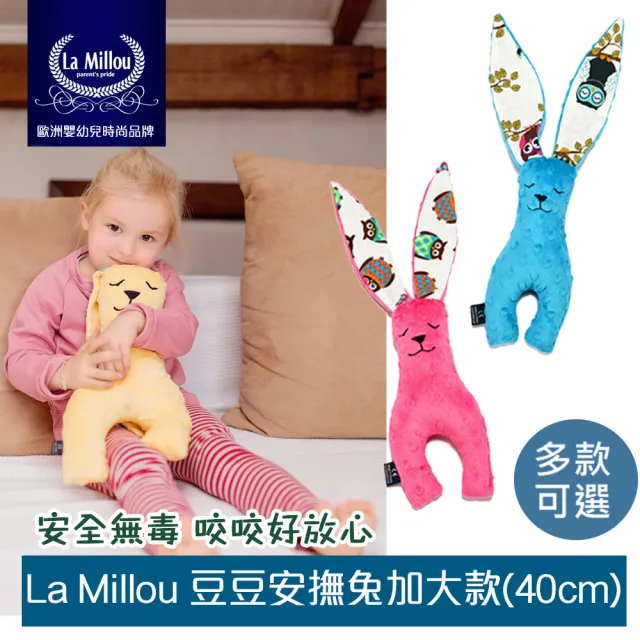 La Millou
parent's pride
歐洲嬰幼兒時尚品牌
多款
可選
安全無毒 咬咬好放心
La Millou 豆豆安撫兔加大款(40cm)